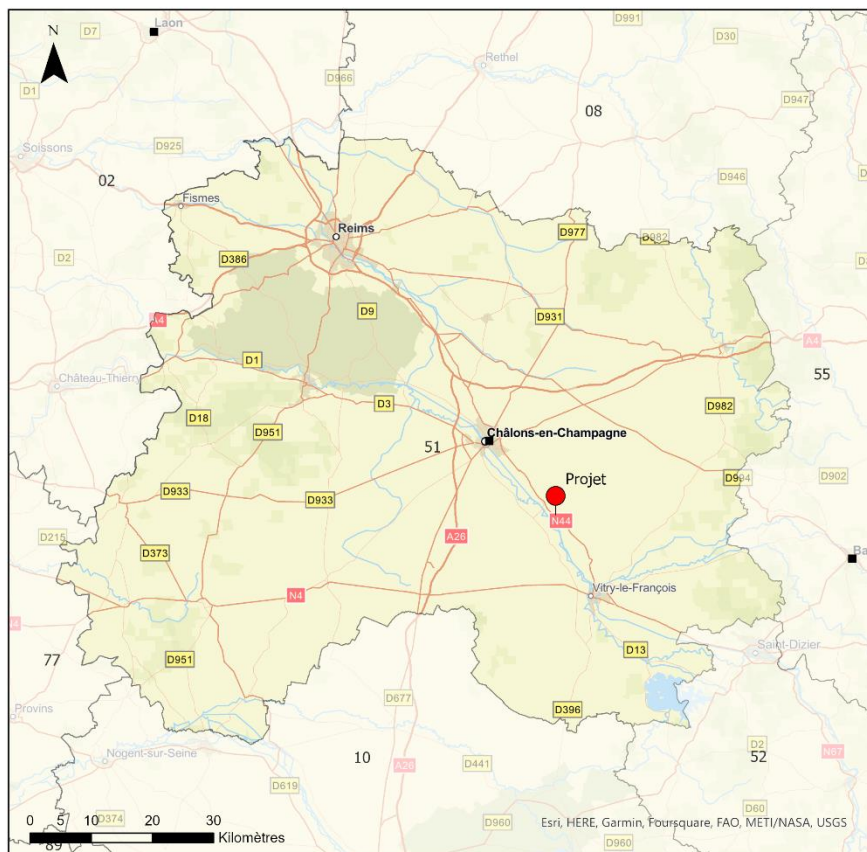 D991
Laon
D7
D30
N
Rethel
D1
D966
D947
08
Soissons
D925
D946
02
Fismes
D977
D982
Reims
D386
D2
D9
D931
A4
D1
A4
Château-Thierry
55
D3
D982
D18
D951
Châlons-en-Champagne
51
D994
D902
Projet
D933
D933
N44
D215
A26
D373
Vitry-le-François
N4
D13
Saint-Dizier
77
D951
D677
D396
Provins
10
52
D2
Nogent-sur-Seine
A26
D441
N67
D619
D374
D960
D60
0 5 10 20 30
Kilomètres
Esri, HERE, Garmin, Foursquare, FAO, METI/NASA, USGS
89
D960